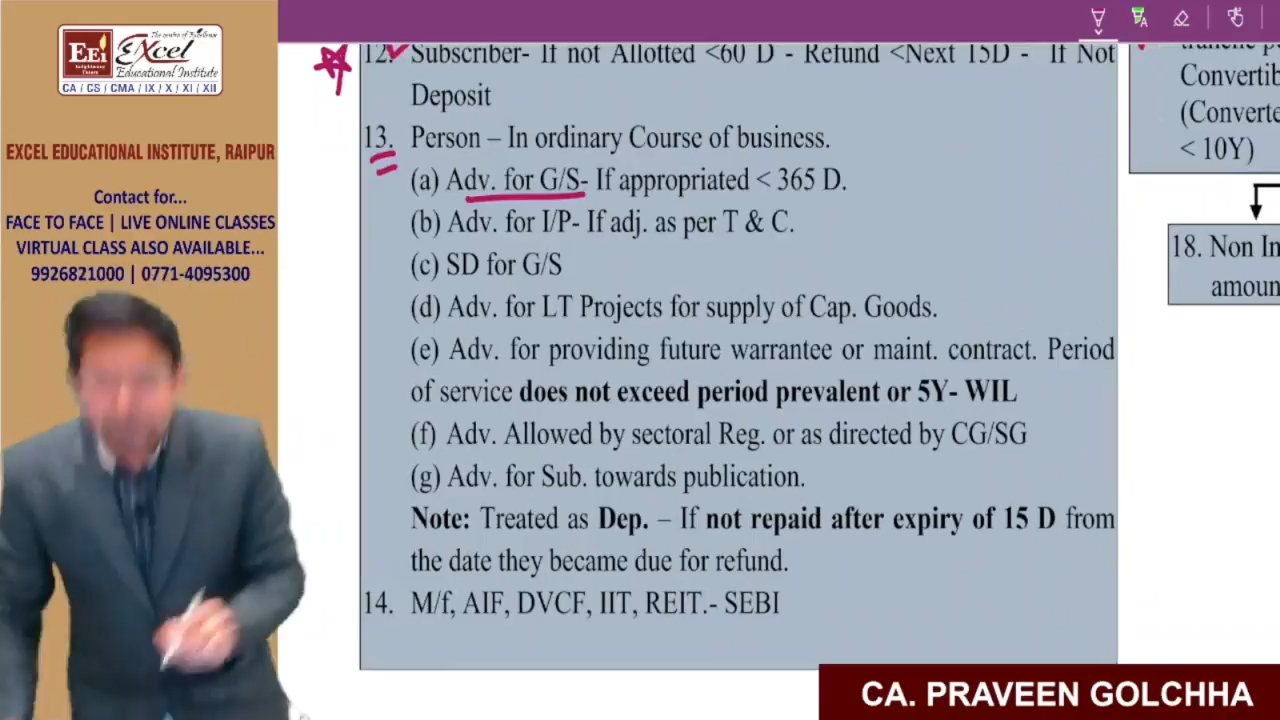 The centre of Excellence
EEi
EXcel
Educational Institute
CA / CS / CMA / IX / X / XI / XII
EXCEL EDUCATIONAL INSTITUTE, RAIPUR
Contact for...
FACE TO FACE | LIVE ONLINE CLASSES
VIRTUAL CLASS ALSO AVAILABLE...
9926821000 | 0771-4095300
12. Subscriber- If not Allotted <60 D - Refund <Next 15D - If Not
Deposit
13. Person – In ordinary Course of business.
(a) Adv. for G/S- If appropriated < 365 D.
(b) Adv. for I/P- If adj. as per T & C.
(c) SD for G/S
(d) Adv. for LT Projects for supply of Cap. Goods.
(e) Adv. for providing future warrantee or maint. contract. Period
of service does not exceed period prevalent or 5Y- WIL
(f) Adv. Allowed by sectoral Reg. or as directed by CG/SG
(g) Adv. for Sub. towards publication.
Note: Treated as Dep. – If not repaid after expiry of 15 D from
the date they became due for refund.
14. M/f, AIF, DVCF, IIT, REIT.- SEBI
Convertib
(Converte
< 10Y)
18. Non In
amoun
CA. PRAVEEN GOLCHHA